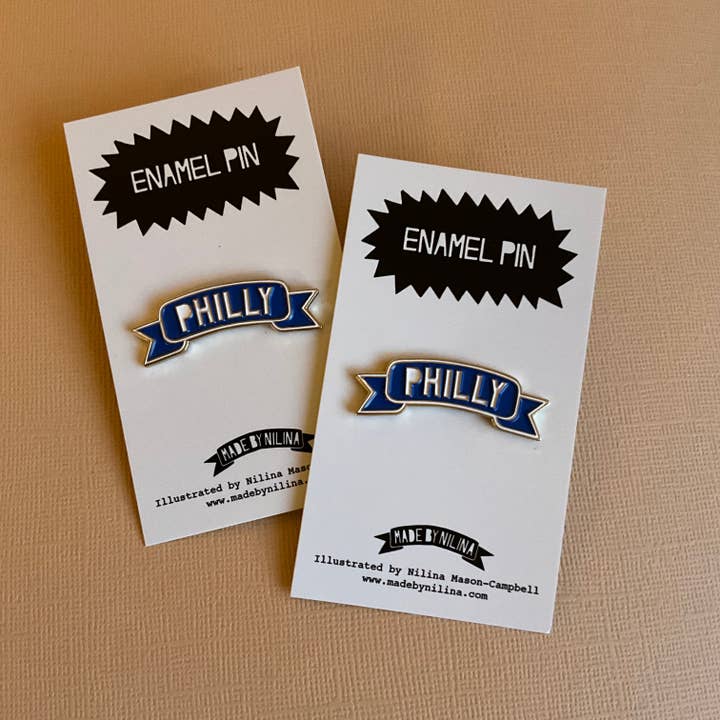 ENAMEL PIN
PHILLY
MADE BY NILINA
Illustrated by Nilina Mason
www.madebynilina.
ENAMEL PIN
PHILLY
MADE BY NILINA
Illustrated by Nilina Mason-Campbell
www.madebynilina.com